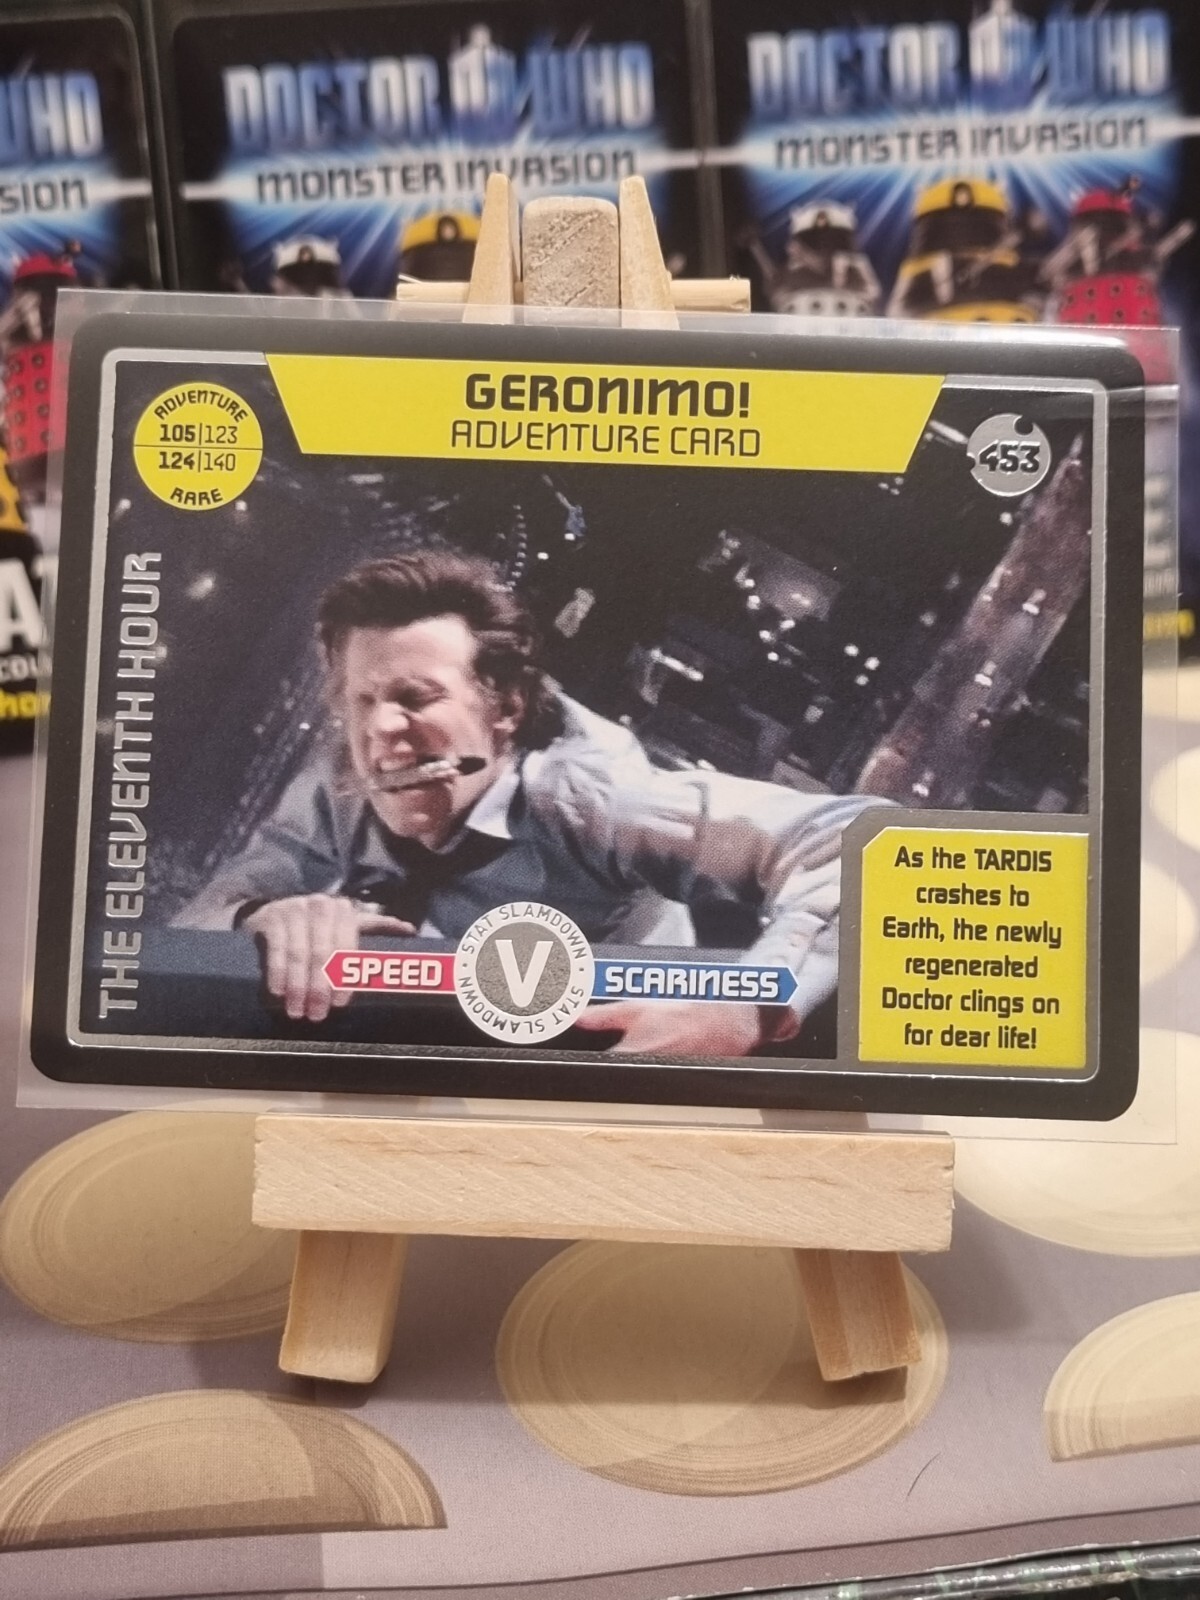 WHO
SION
DOCTOR WHO
MONSTER INVASION
DOCTOR WHO
MONSTER INVASION
GERONIMO!
ADVENTURE CARD
ADVENTURE
105|123
124|140
RARE
453
THE ELEVENTH HOUR
SPEED
STAT SLAMDOWN • STAT SLAMDOWN •
V
SCARINESS
As the TARDIS
crashes to
Earth, the newly
regenerated
Doctor clings on
for dear life!